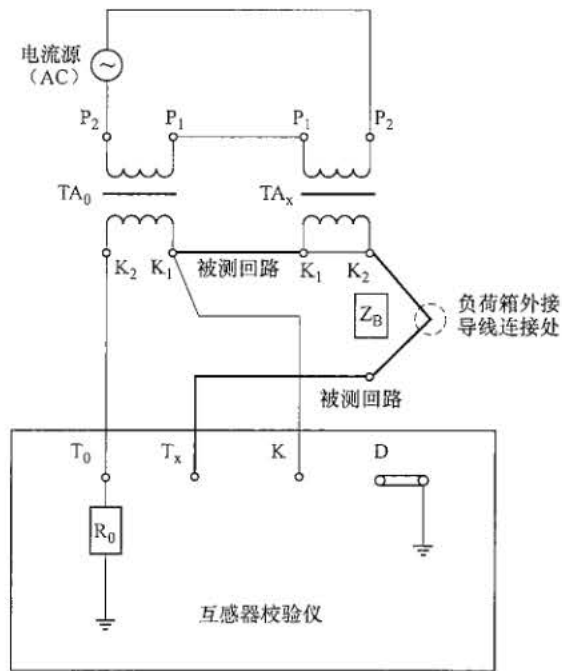 电流源
（AC）
P₂
P₁
P₁
P₂
TA₀
TAₓ
K₂
K₁
被测回路
K₁
K₂
Z_B
负荷箱外接
导线连接处
被测回路
T₀
Tₓ
K
D
R₀
互感器校验仪